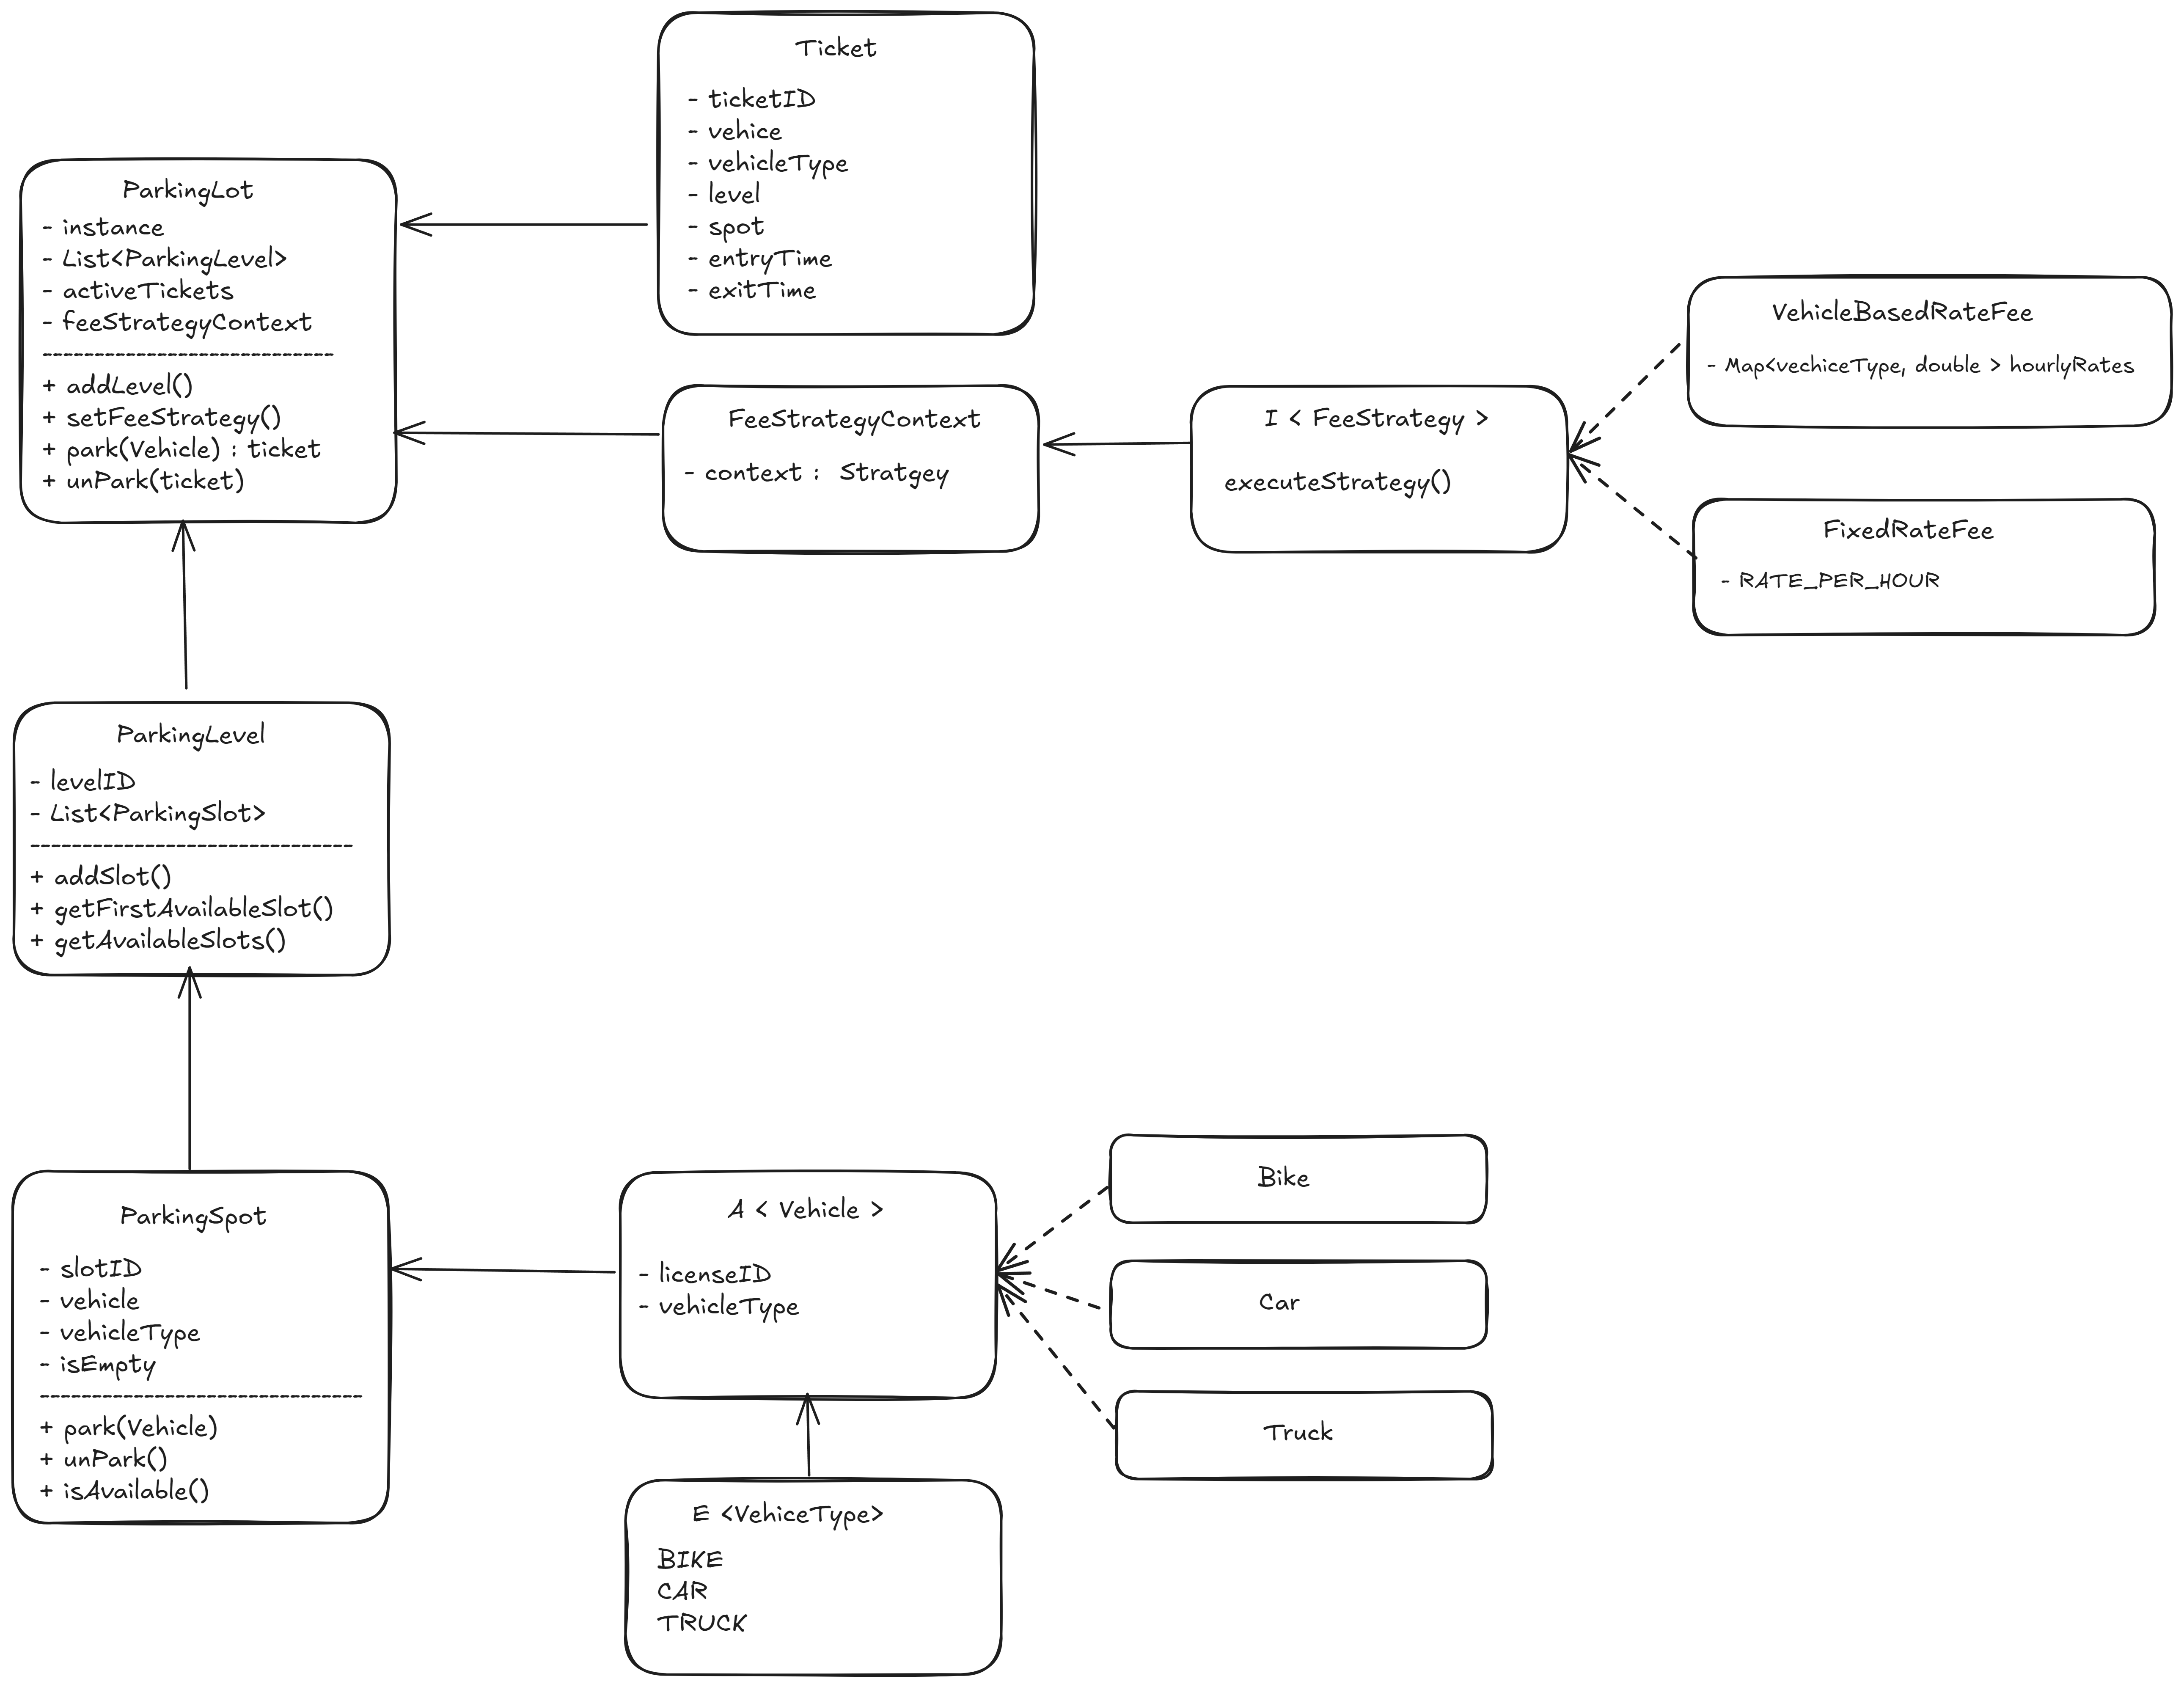 Ticket
- ticketID
- vehice
- vehicleType
- level
- spot
- entryTime
- exitTime
ParkingLot
- instance
- List<ParkingLevel>
- activeTickets
- feeStrategyContext
----------------------------
+ addLevel()
+ setFeeStrategy()
+ park(Vehicle) : ticket
+ unPark(ticket)
FeeStrategyContext
- context : Stratgey
I < FeeStrategy >
executeStrategy()
VehicleBasedRateFee
- Map<vechiceType, double > hourlyRates
FixedRateFee
- RATE_PER_HOUR
ParkingLevel
- levelID
- List<ParkingSlot>
-------------------------------
+ addSlot()
+ getFirstAvailableSlot()
+ getAvailableSlots()
ParkingSpot
- slotID
- vehicle
- vehicleType
- isEmpty
-------------------------------
+ park(Vehicle)
+ unPark()
+ isAvailable()
A < Vehicle >
- licenseID
- vehicleType
Bike
Car
Truck
E <VehiceType>
BIKE
CAR
TRUCK